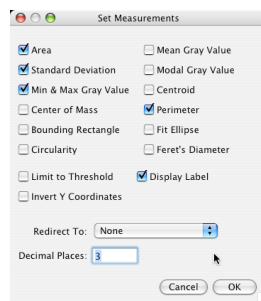 Set Measurements
Area Mean Gray Value
Standard Deviation Modal Gray Value
Min & Max Gray Value Centroid
Center of Mass Perimeter
Bounding Rectangle Fit Ellipse
Circularity Feret's Diameter
Limit to Threshold Display Label
Invert Y Coordinates
Redirect To: None
Decimal Places: 3
Cancel OK